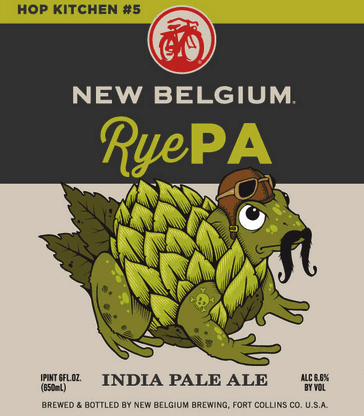 HOP KITCHEN #5
NEW BELGIUM®
RyePA
1PINT 6FL.OZ.
(650mL)
INDIA PALE ALE
ALC 6.6%
BY VOL
BREWED & BOTTLED BY NEW BELGIUM BREWING, FORT COLLINS CO. U.S.A.